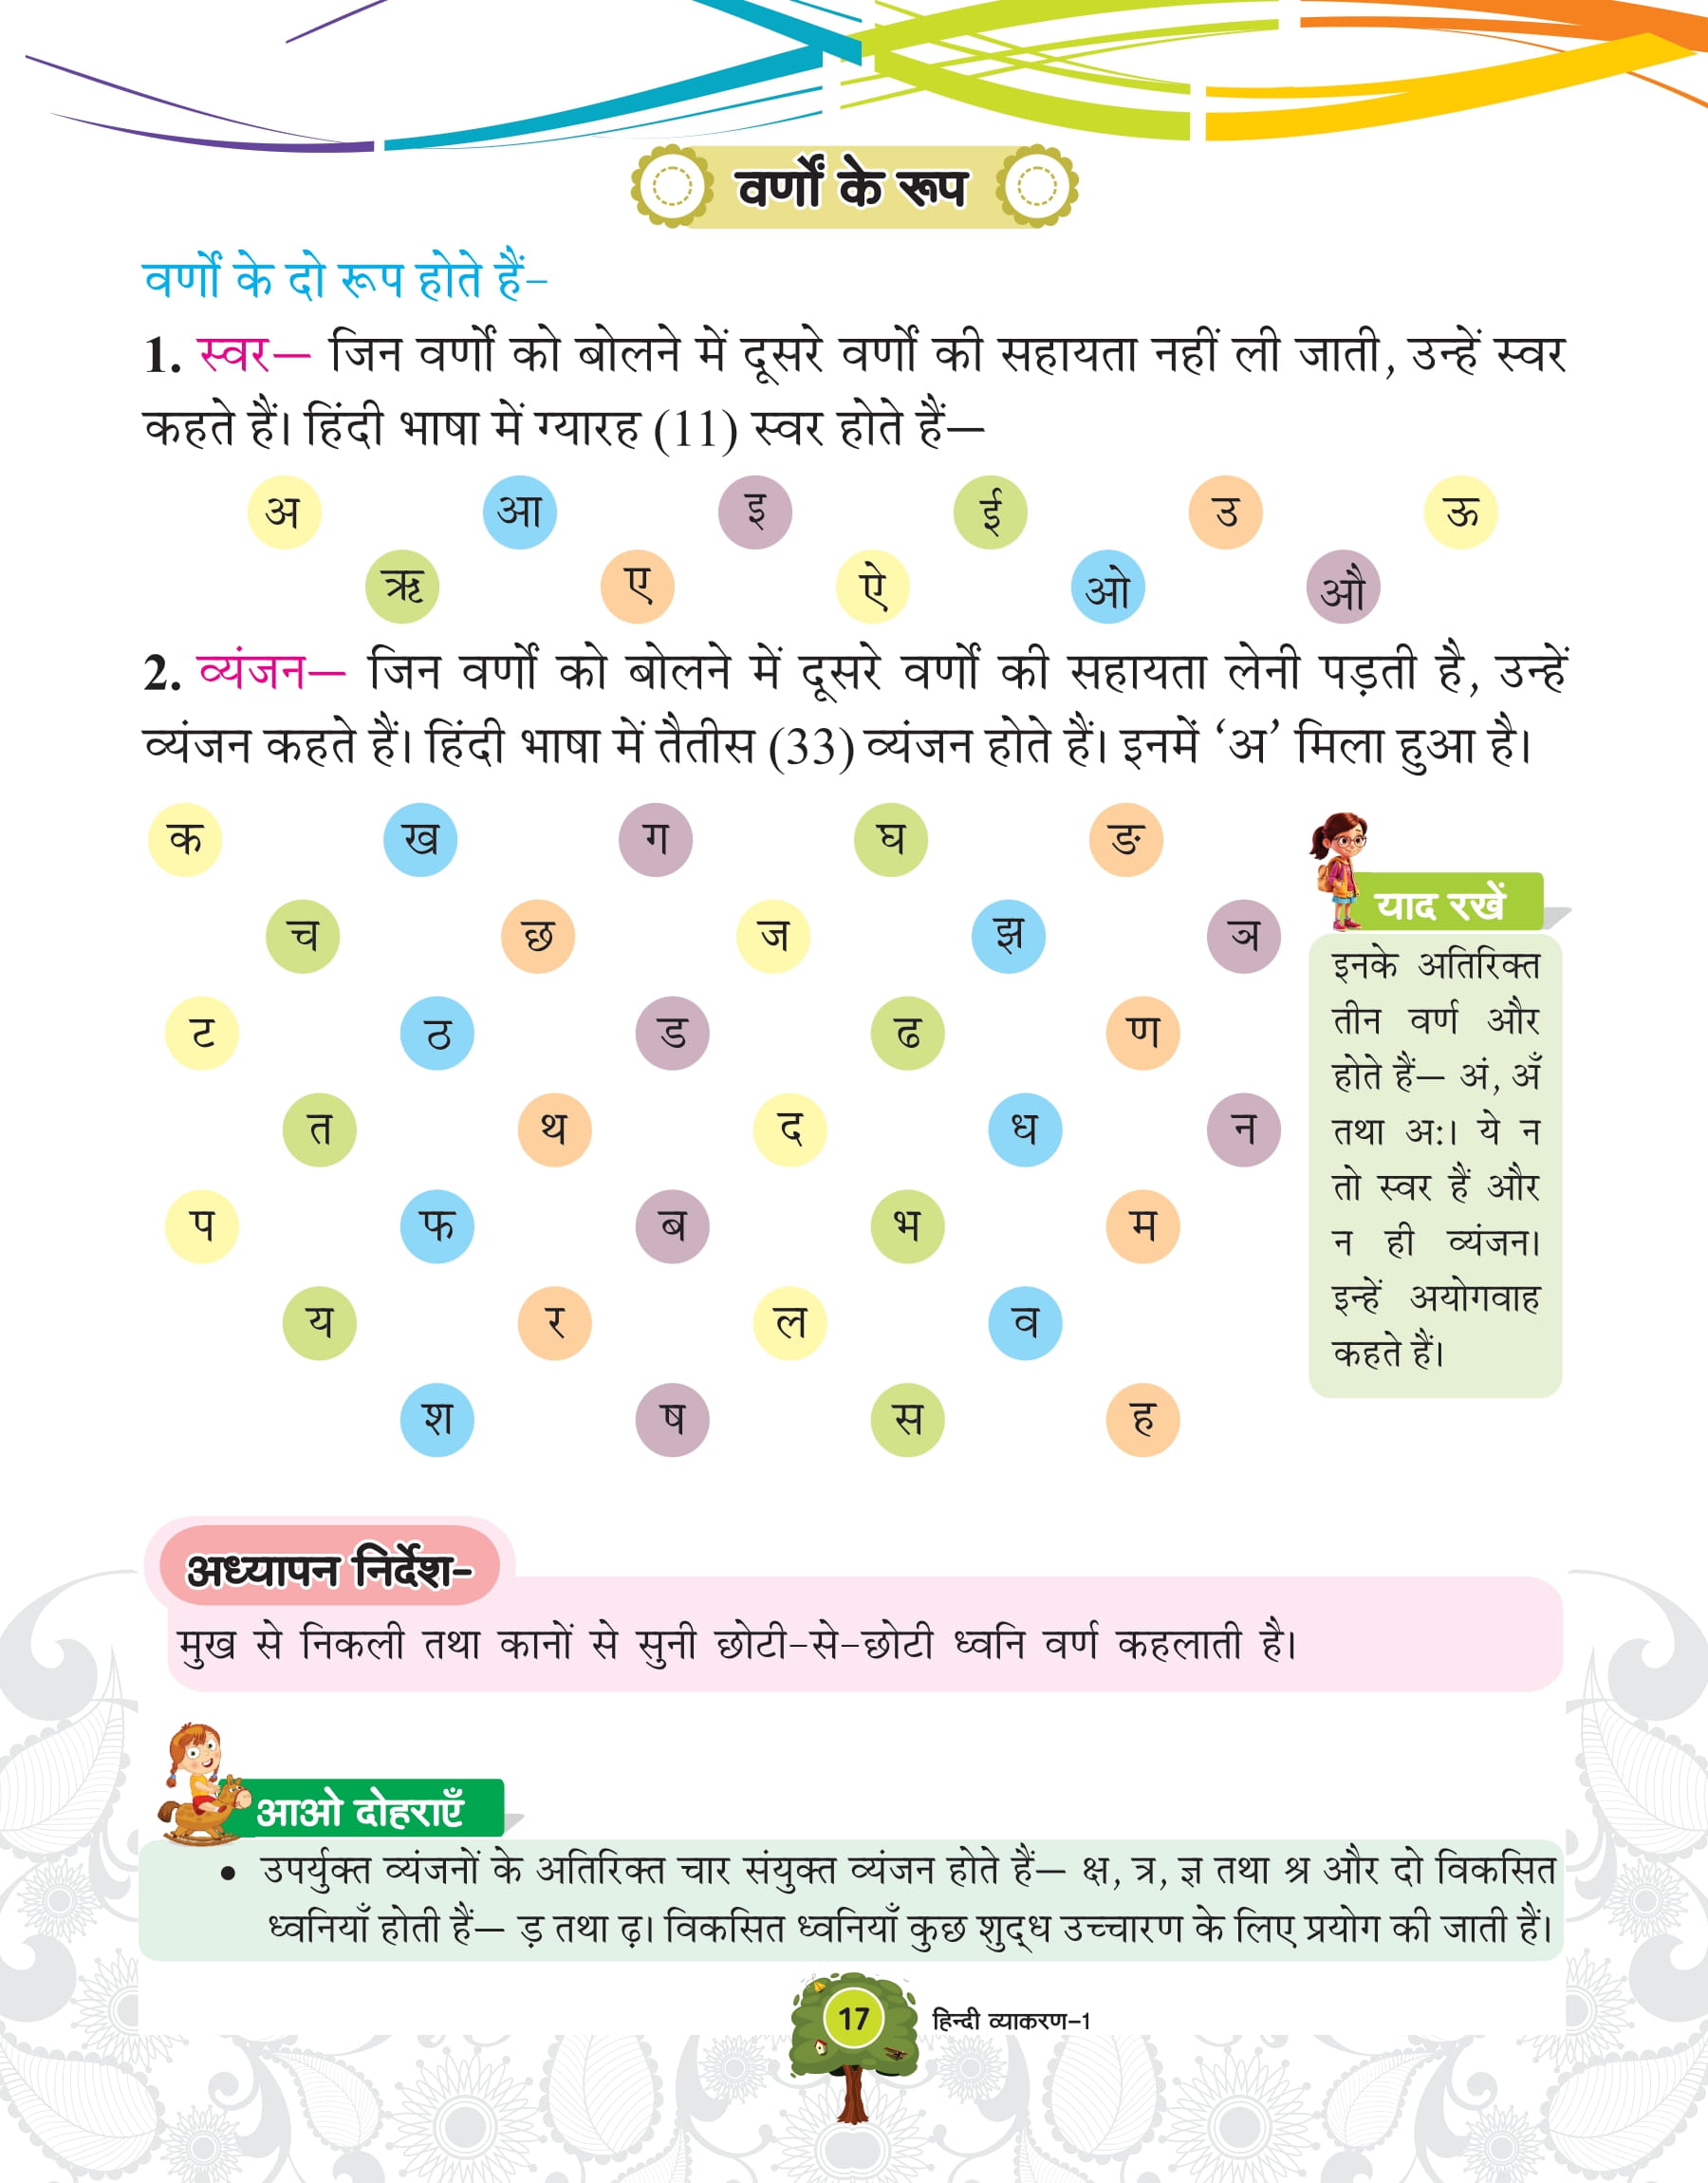 वर्णों के रूप
वर्णों के दो रूप होते हैं-
1. स्वर— जिन वर्णों को बोलने में दूसरे वर्णों की सहायता नहीं ली जाती, उन्हें स्वर
कहते हैं। हिंदी भाषा में ग्यारह (11) स्वर होते हैं—
अ आ इ ई उ ऊ
ऋ ए ऐ ओ औ
2. व्यंजन— जिन वर्णों को बोलने में दूसरे वर्णों की सहायता लेनी पड़ती है, उन्हें
व्यंजन कहते हैं। हिंदी भाषा में तैतीस (33) व्यंजन होते हैं। इनमें ‘अ’ मिला हुआ है।
क ख ग घ ङ
च छ ज झ ञ
ट ठ ड ढ ण
त थ द ध न
प फ ब भ म
य र ल व
श ष स ह
याद रखें
इनके अतिरिक्त
तीन वर्ण और
होते हैं— अं, अँ
तथा अ:। ये न
तो स्वर हैं और
न ही व्यंजन।
इन्हें अयोगवाह
कहते हैं।
अध्यापन निर्देश-
मुख से निकली तथा कानों से सुनी छोटी-से-छोटी ध्वनि वर्ण कहलाती है।
आओ दोहराएँ
• उपर्युक्त व्यंजनों के अतिरिक्त चार संयुक्त व्यंजन होते हैं— क्ष, त्र, ज्ञ तथा श्र और दो विकसित
ध्वनियाँ होती हैं— ड़ तथा ढ़। विकसित ध्वनियाँ कुछ शुद्ध उच्चारण के लिए प्रयोग की जाती हैं।
17 हिन्दी व्याकरण-1